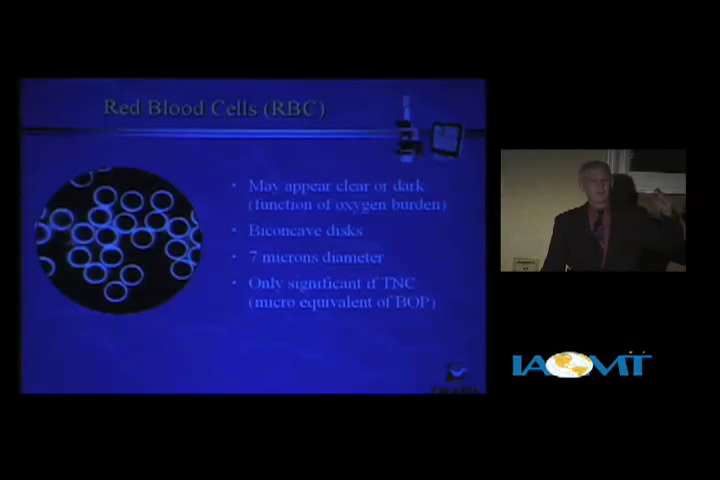 Red Blood Cells (RBC)
• May appear clear or dark
(function of oxygen burden)
• Biconcave disks
• 7 microns diameter
• Only significant if TNC
(micro equivalent of BOP)
IAOMT